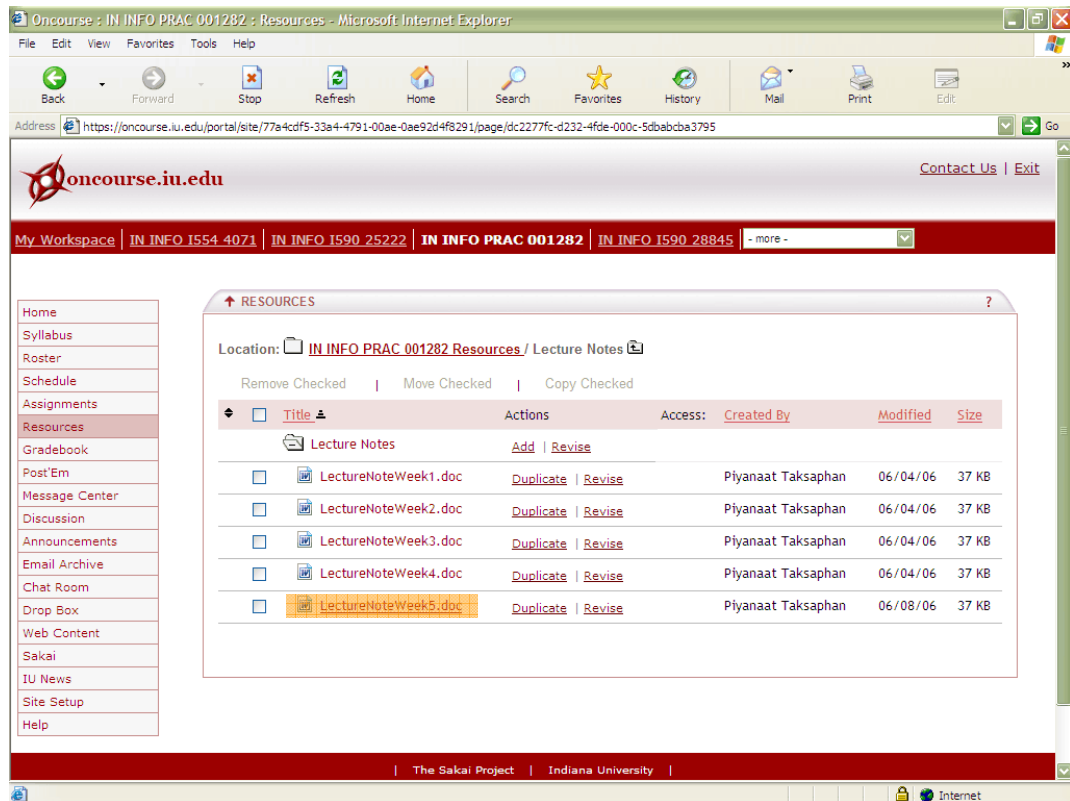 Oncourse : IN INFO PRAC 001282 : Resources - Microsoft Internet Explorer
File Edit View Favorites Tools Help
Back Forward Stop Refresh Home Search Favorites History Mail Print Edit
Address https://oncourse.iu.edu/portal/site/77a4cdf5-33a4-4791-00ae-0ae92d4f8291/page/dc2277fc-d232-4fde-000c-5dbabcba3795 Go
oncourse.iu.edu
Contact Us | Exit
My Workspace | IN INFO I554 4071 | IN INFO I590 25222 | IN INFO PRAC 001282 | IN INFO I590 28845 | - more -
Home
Syllabus
Roster
Schedule
Assignments
Resources
Gradebook
Post'Em
Message Center
Discussion
Announcements
Email Archive
Chat Room
Drop Box
Web Content
Sakai
IU News
Site Setup
Help
RESOURCES ?
Location: IN INFO PRAC 001282 Resources / Lecture Notes
Remove Checked | Move Checked | Copy Checked
Title Actions Access: Created By Modified Size
Lecture Notes Add | Revise
LectureNoteWeek1.doc Duplicate | Revise Piyanaat Taksaphan 06/04/06 37 KB
LectureNoteWeek2.doc Duplicate | Revise Piyanaat Taksaphan 06/04/06 37 KB
LectureNoteWeek3.doc Duplicate | Revise Piyanaat Taksaphan 06/04/06 37 KB
LectureNoteWeek4.doc Duplicate | Revise Piyanaat Taksaphan 06/04/06 37 KB
LectureNoteWeek5.doc Duplicate | Revise Piyanaat Taksaphan 06/08/06 37 KB
| The Sakai Project | Indiana University |
Internet